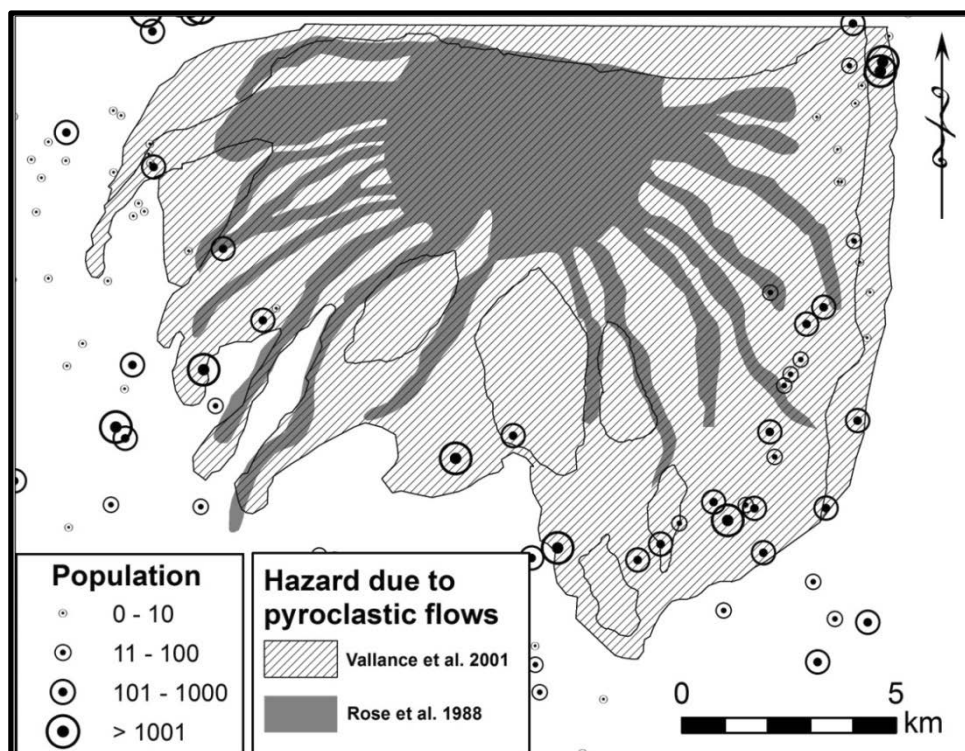 Population
0 - 10
11 - 100
101 - 1000
> 1001
Hazard due to
pyroclastic flows
Vallance et al. 2001
Rose et al. 1988
0 5
km